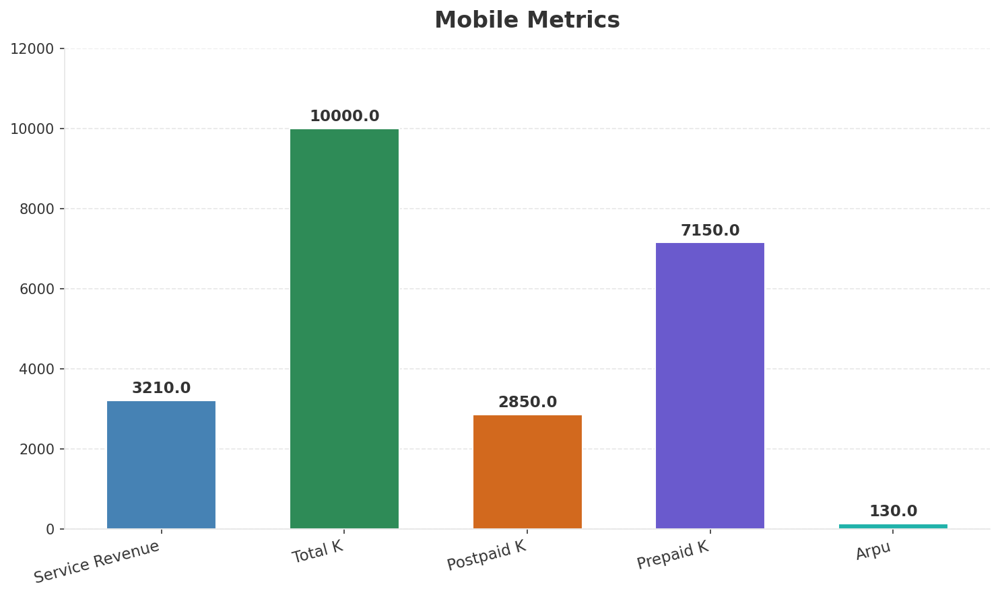 Mobile Metrics
12000
10000
8000
6000
4000
2000
0
3210.0
10000.0
2850.0
7150.0
130.0
Service Revenue
Total K
Postpaid K
Prepaid K
Arpu